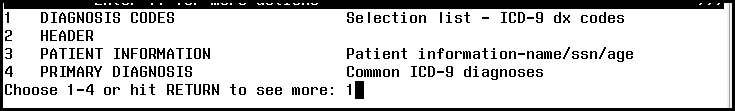 1 DIAGNOSIS CODES Selection list - ICD-9 dx codes
2 HEADER
3 PATIENT INFORMATION Patient information-name/ssn/age
4 PRIMARY DIAGNOSIS Common ICD-9 diagnoses
Choose 1-4 or hit RETURN to see more: 1